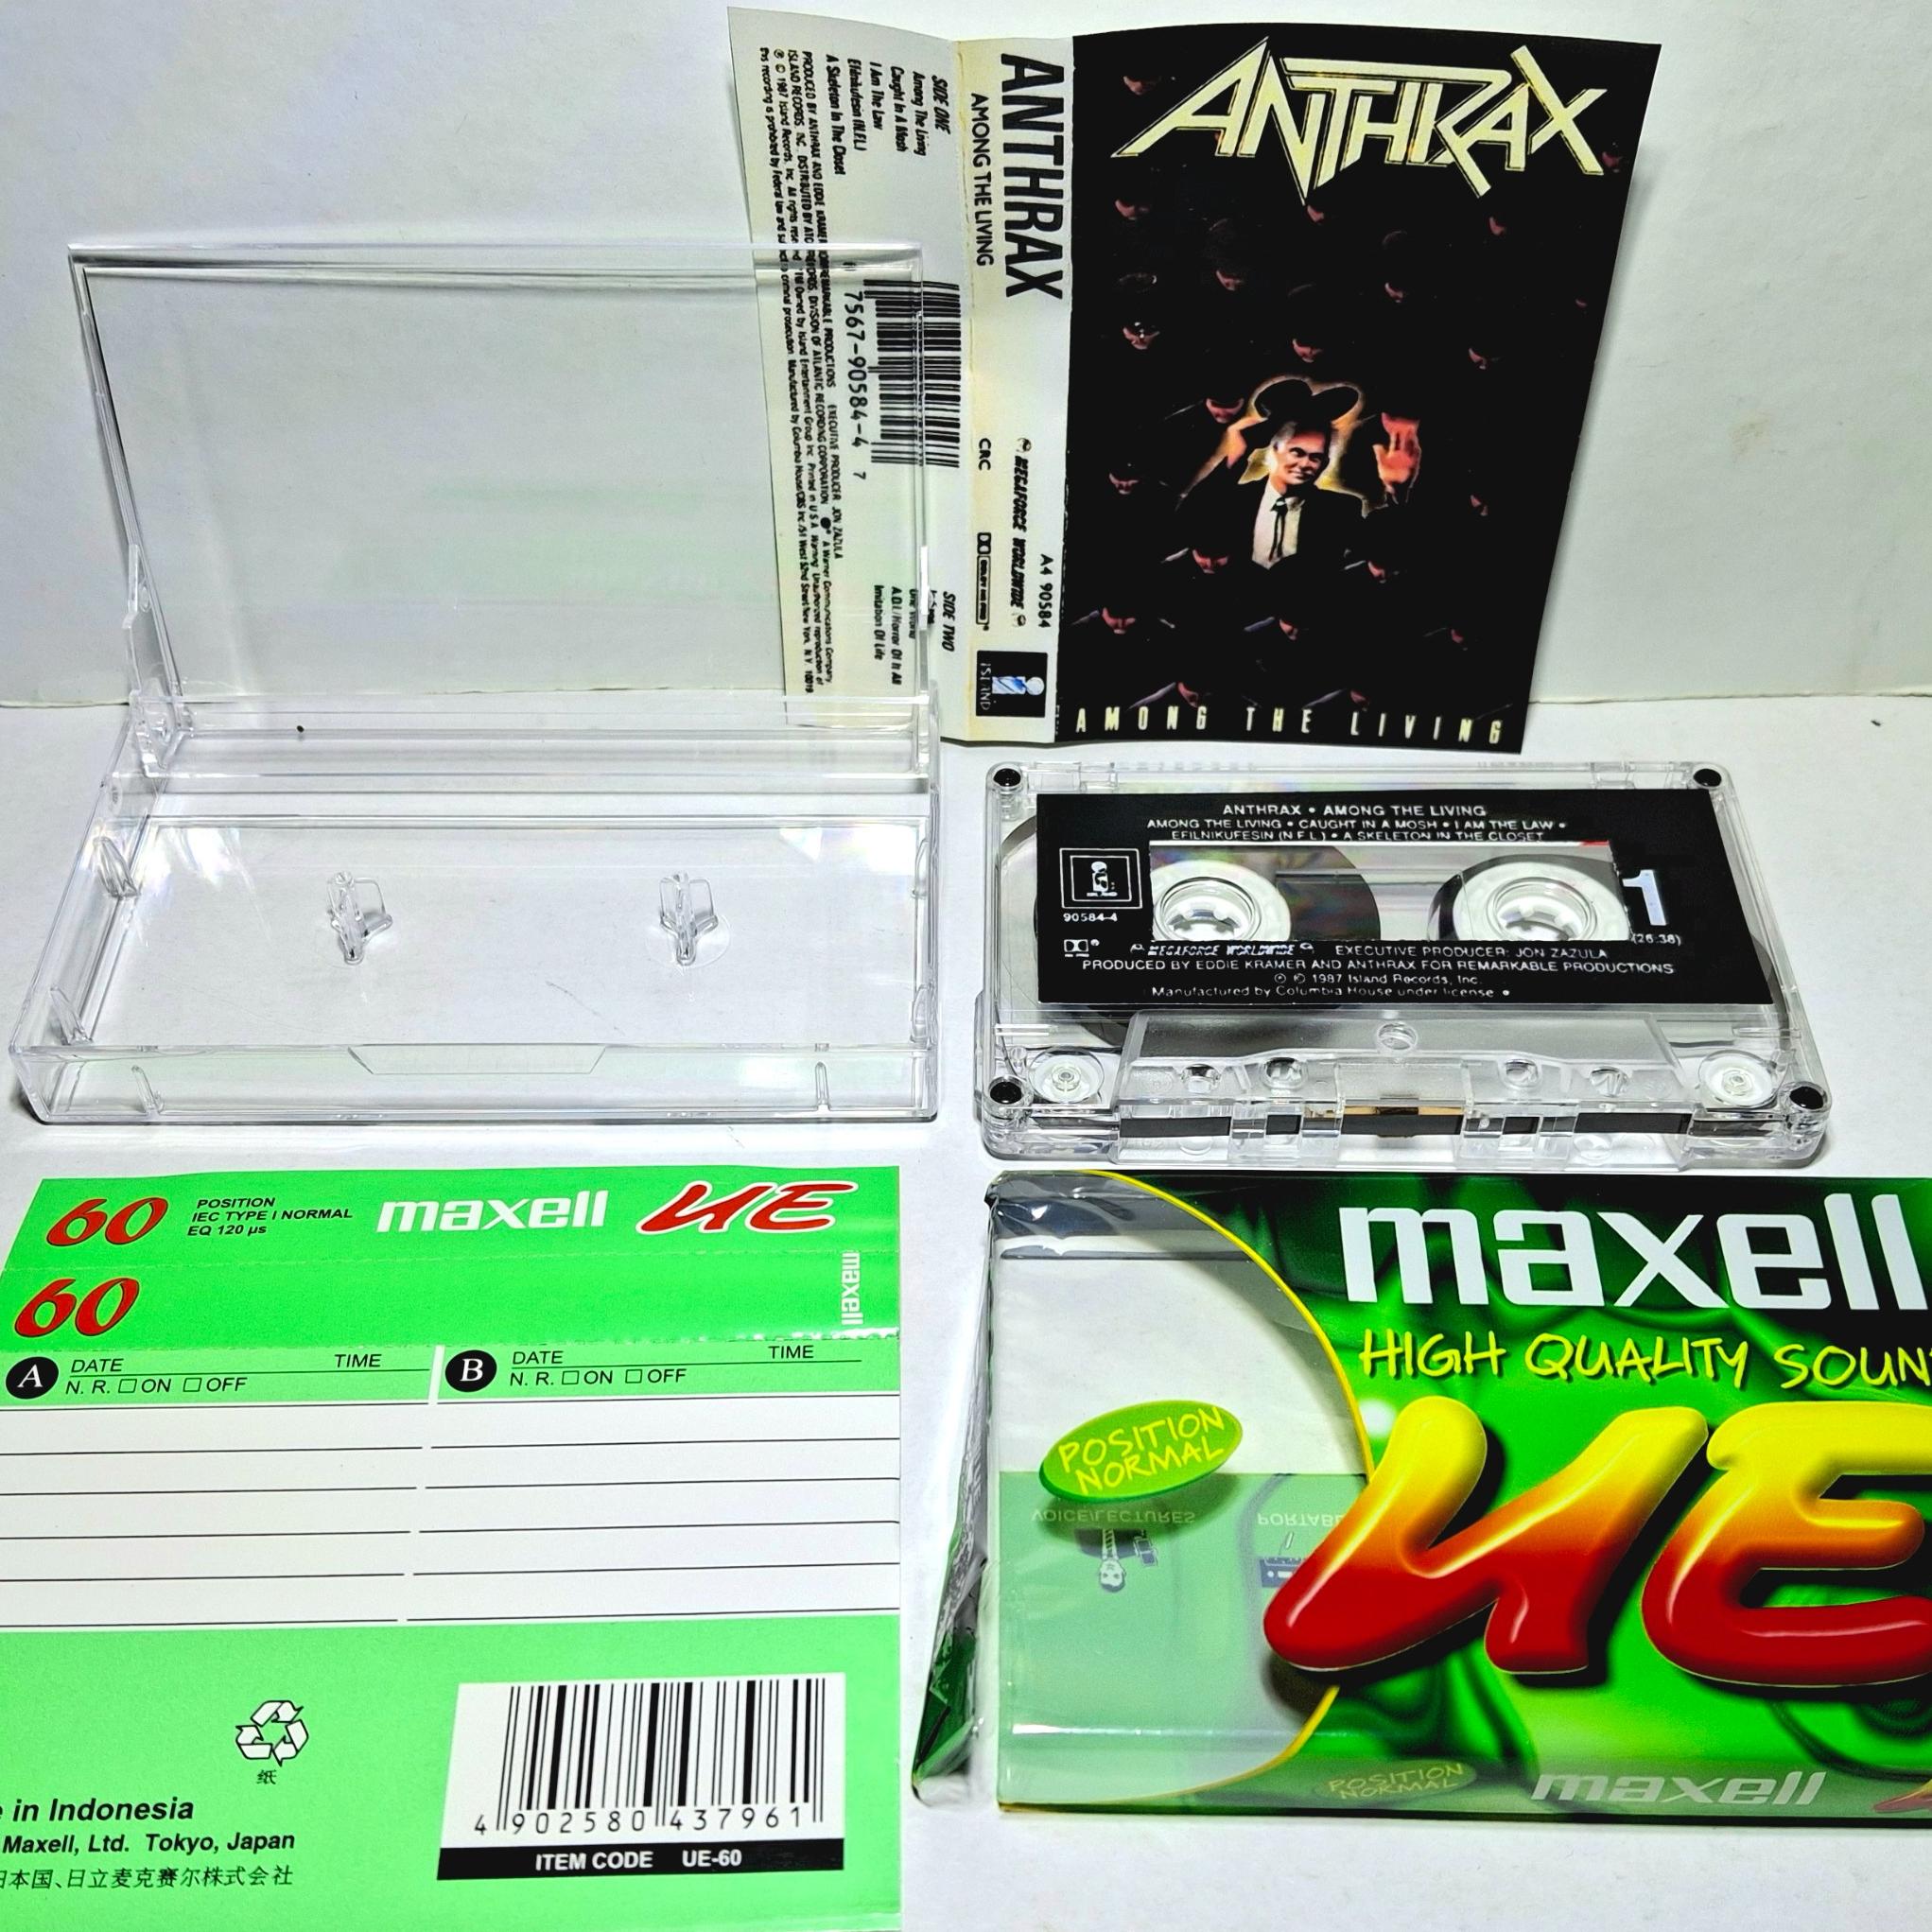 ANTHRAX
AMONG THE LIVING
ANTHRAX
AMONG THE LIVING
CRC
MEGAFORCE WORLDWIDE
A4 90584
ISLAND
SIDE ONE
Among The Living
Caught In A Mosh
I Am The Law
Efilnikufesin (N.F.L.)
A Skeleton In The Closet
SIDE TWO
A.D.I./Horror Of It All
Imitation Of Life
7567-90584-4 7
ANTHRAX • AMONG THE LIVING
AMONG THE LIVING • CAUGHT IN A MOSH • I AM THE LAW •
EFILNIKUFESIN (N.F.L.) • A SKELETON IN THE CLOSET
1
90584-4
(26:38)
MEGAFORCE WORLDWIDE EXECUTIVE PRODUCER: JON ZAZULA
PRODUCED BY EDDIE KRAMER AND ANTHRAX FOR REMARKABLE PRODUCTIONS
℗ © 1987 Island Records, Inc.
Manufactured by Columbia House under license •
60 POSITION
IEC TYPE I NORMAL
EQ 120 µs
maxell UE
60 maxell
A DATE TIME
N. R. ☐ON ☐OFF
B DATE TIME
N. R. ☐ON ☐OFF
纸
in Indonesia
Maxell, Ltd. Tokyo, Japan
本国、日立麦克赛尔株式会社
4 902580 437961
ITEM CODE UE-60
maxell
HIGH QUALITY SOUN
POSITION
NORMAL
UE
VOICE/LECTURES
PORTABLE
POSITION
NORMAL
maxell